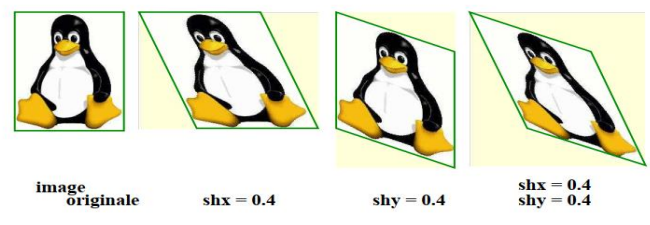 image
originale
shx = 0.4
shy = 0.4
shx = 0.4
shy = 0.4